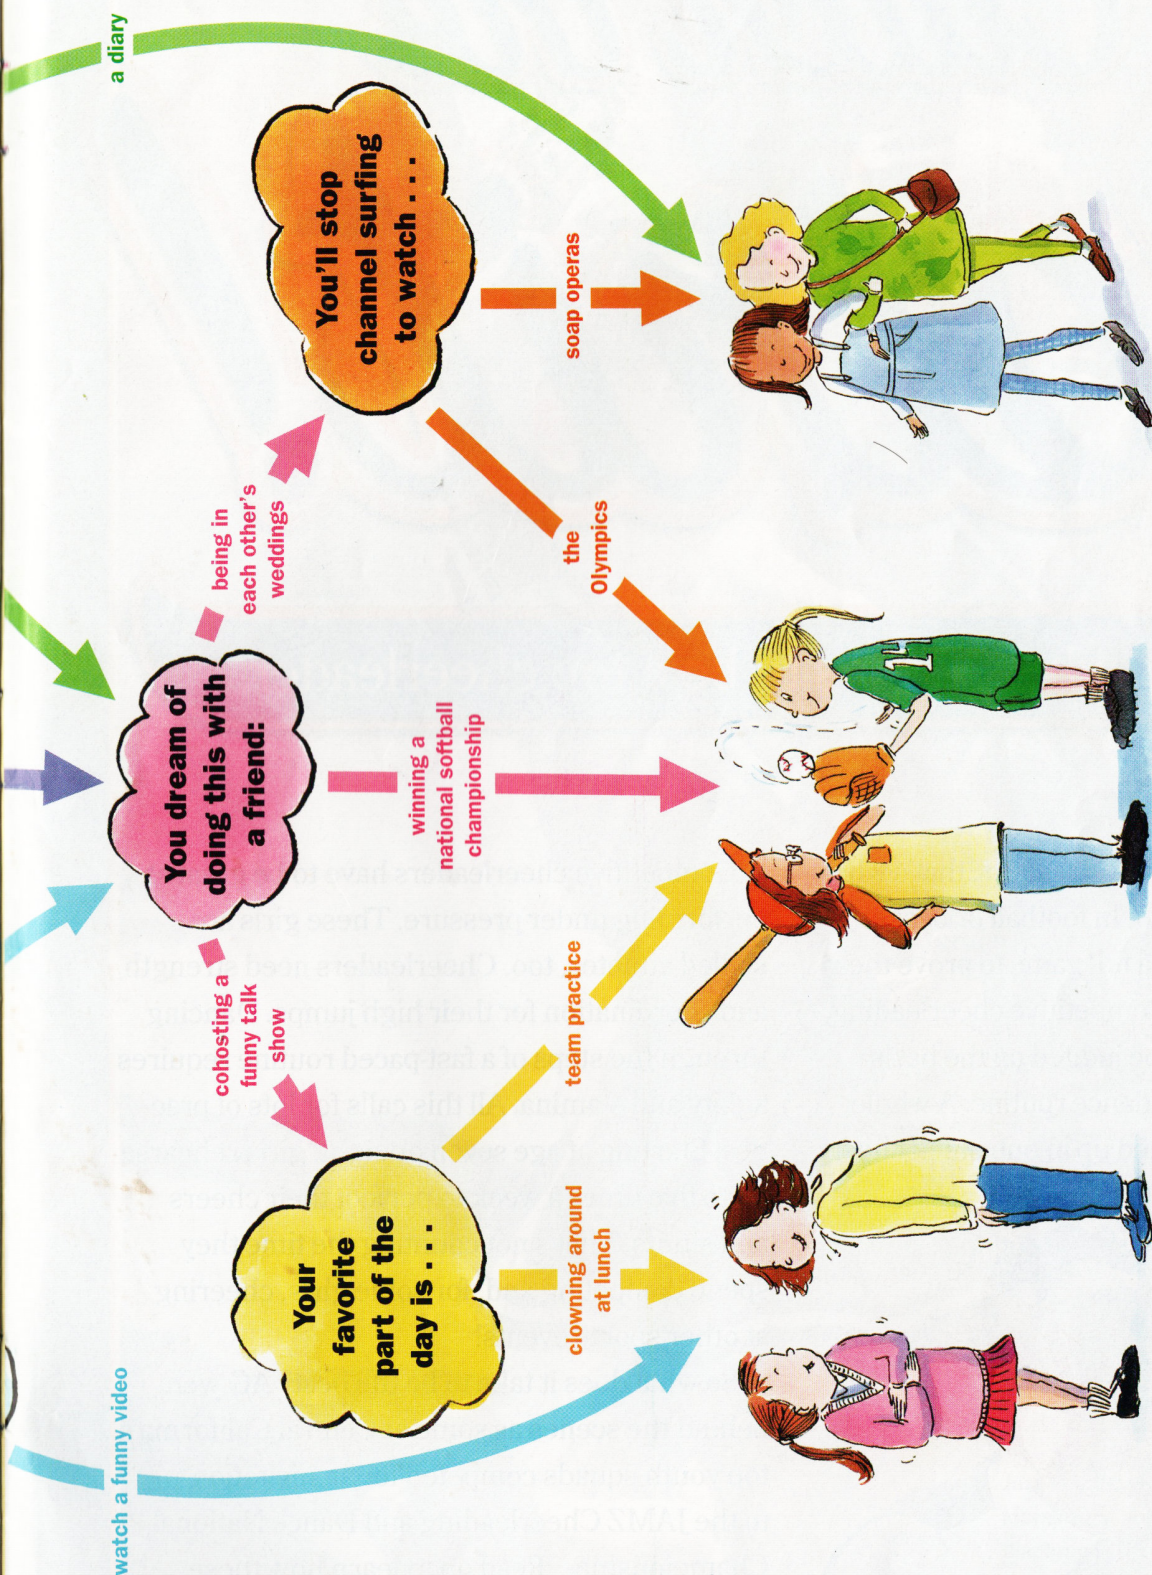 watch a funny video
a diary
You dream of
doing this with
a friend:
cohosting a
funny talk
show
being in
each other's
weddings
winning a
national softball
championship
Your
favorite
part of the
day is . . .
You'll stop
channel surfing
to watch . . .
clowning around
at lunch
team practice
the
Olympics
soap operas
17